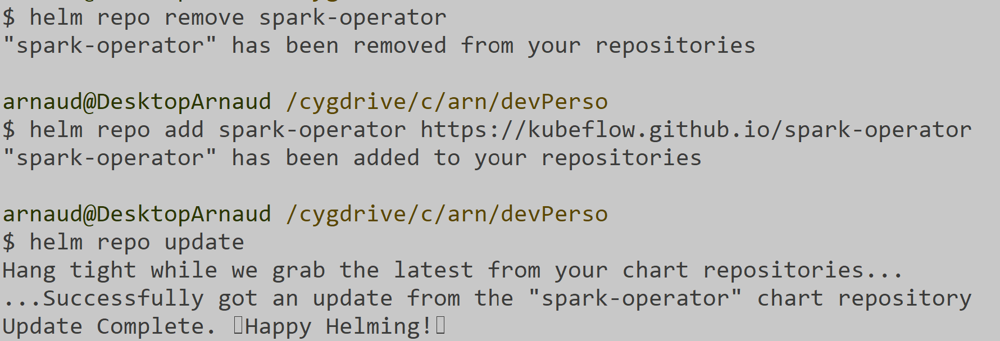 $ helm repo remove spark-operator
"spark-operator" has been removed from your repositories
arnaud@DesktopArnaud /cygdrive/c/arn/devPerso
$ helm repo add spark-operator https://kubeflow.github.io/spark-operator
"spark-operator" has been added to your repositories
arnaud@DesktopArnaud /cygdrive/c/arn/devPerso
$ helm repo update
Hang tight while we grab the latest from your chart repositories...
...Successfully got an update from the "spark-operator" chart repository
Update Complete. ▯Happy Helming!▯